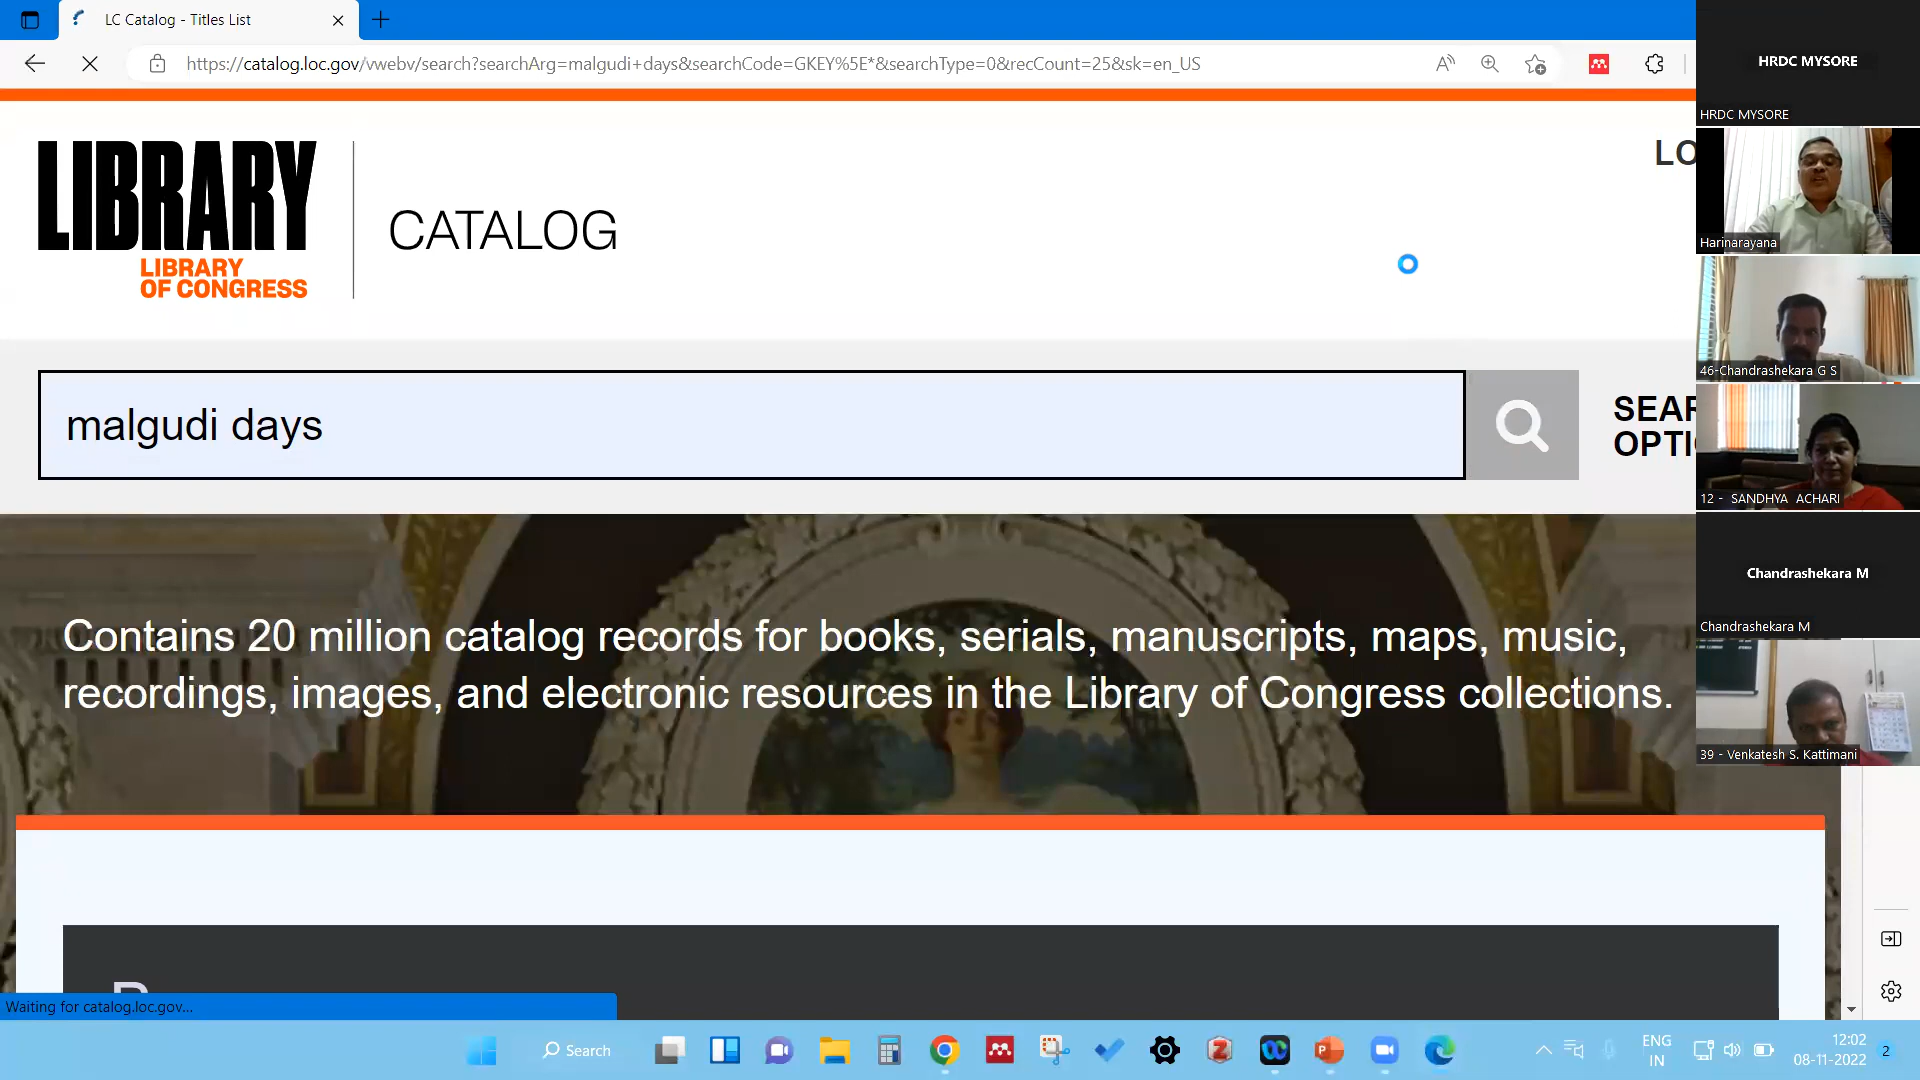 LC Catalog - Titles List
https://catalog.loc.gov/vwebv/search?searchArg=malgudi+days&searchCode=GKEY%5E*&searchType=0&recCount=25&sk=en_US
HRDC MYSORE
HRDC MYSORE
LIBRARY
LIBRARY
OF CONGRESS
CATALOG
LO
Harinarayana
malgudi days
SEAR
OPTI
46-Chandrashekara G S
12 - SANDHYA ACHARI
Chandrashekara M
Chandrashekara M
Contains 20 million catalog records for books, serials, manuscripts, maps, music,
recordings, images, and electronic resources in the Library of Congress collections.
39 - Venkatesh S. Kattimani
Waiting for catalog.loc.gov...
Search
ENG
IN
12:02
08-11-2022
2